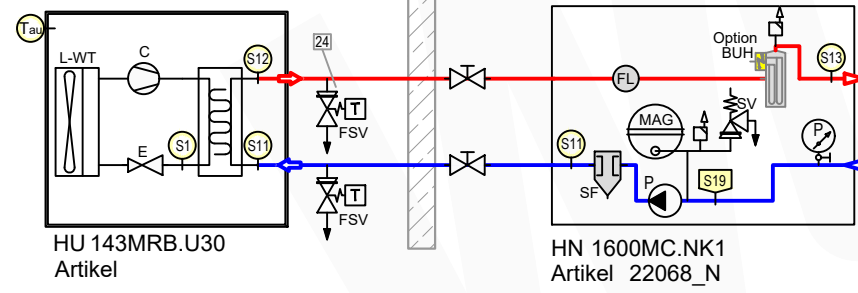 Tau
L-WT
C
E
S1
S12
S11
24
T
FSV
T
FSV
HU 143MRB.U30
Artikel
Option
BUH
S13
FL
MAG
SV
P
S11
SF
P
S19
HN 1600MC.NK1
Artikel 22068_N